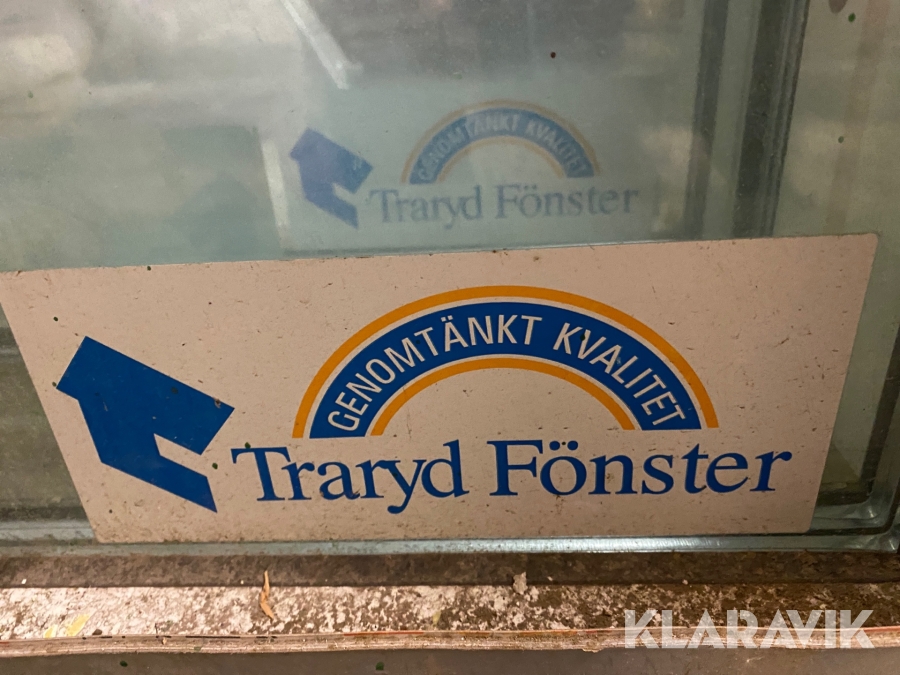 GENOMTÄNKT KVALITET
Traryd Fönster
GENOMTÄNKT KVALITET
Traryd Fönster
KLARAVIK